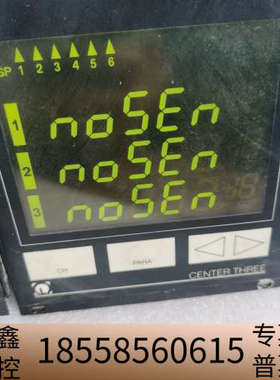 SP 1 2 3 4 5 6
1 noSEn
2 noSEn
3 noSEn
CH PARA
CENTER THREE
鑫 18558560615 专
控 普